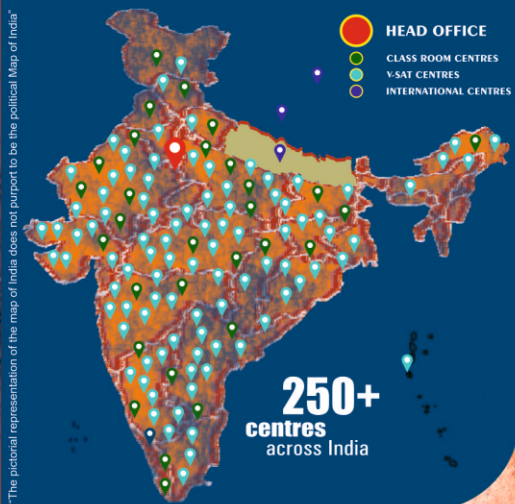 "The pictorial representation of the map of India does not purport to be the political Map of India"
HEAD OFFICE
CLASS ROOM CENTRES
V-SAT CENTRES
INTERNATIONAL CENTRES
250+
centres
across India